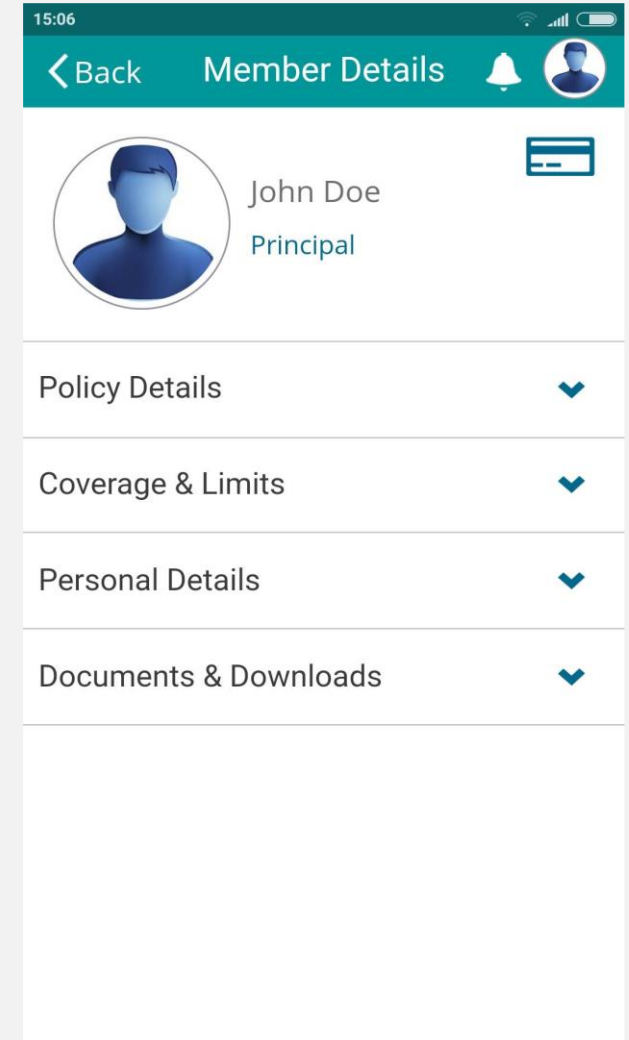 15:06
Back Member Details
John Doe
Principal
Policy Details
Coverage & Limits
Personal Details
Documents & Downloads